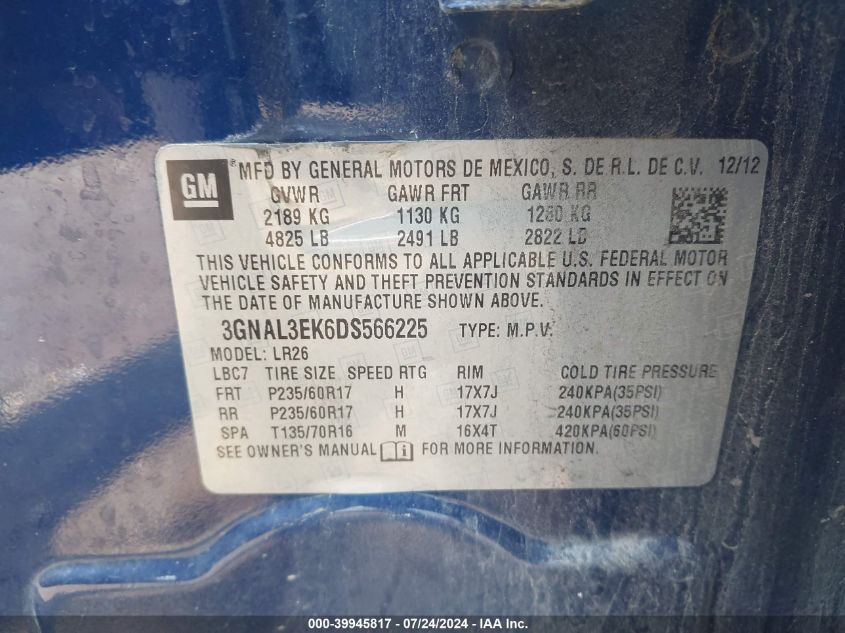 GM ® MFD BY GENERAL MOTORS DE MEXICO, S. DE R.L. DE C.V. 12/12
GVWR GAWR FRT GAWR RR
2189 KG 1130 KG 1280 KG
4825 LB 2491 LB 2822 LB
THIS VEHICLE CONFORMS TO ALL APPLICABLE U.S. FEDERAL MOTOR
VEHICLE SAFETY AND THEFT PREVENTION STANDARDS IN EFFECT ON
THE DATE OF MANUFACTURE SHOWN ABOVE.
3GNAL3EK6DS566225 TYPE: M.P.V.
MODEL: LR26
LBC7 TIRE SIZE SPEED RTG RIM COLD TIRE PRESSURE
FRT P235/60R17 H 17X7J 240KPA(35PSI)
RR P235/60R17 H 17X7J 240KPA(35PSI)
SPA T135/70R16 M 16X4T 420KPA(60PSI)
SEE OWNER'S MANUAL FOR MORE INFORMATION.
000-39945817 - 07/24/2024 - IAA Inc.